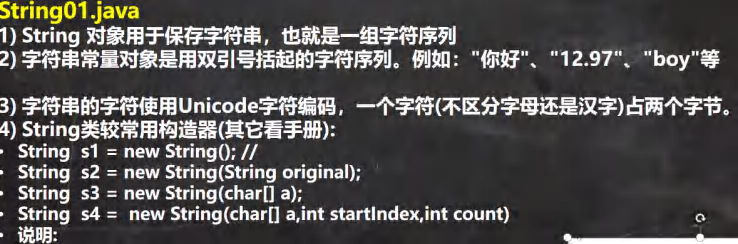 String01.java
1) String 对象用于保存字符串，也就是一组字符序列
2) 字符串常量对象是用双引号括起的字符序列。例如："你好"、"12.97"、"boy"等
3) 字符串的字符使用Unicode字符编码，一个字符(不区分字母还是汉字)占两个字节。
4) String类较常用构造器(其它看手册):
• String s1 = new String(); //
• String s2 = new String(String original);
• String s3 = new String(char[] a);
• String s4 = new String(char[] a,int startIndex,int count)
• 说明: